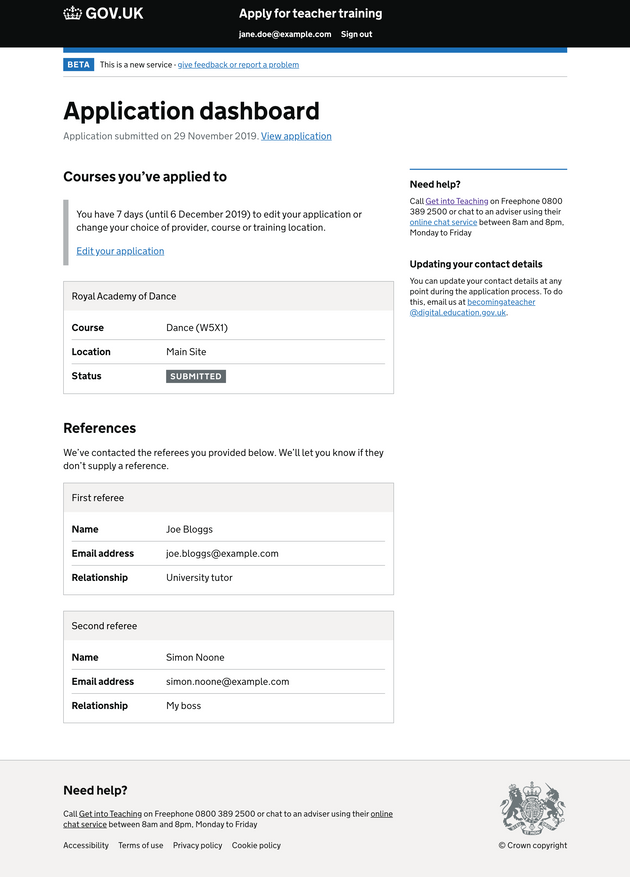 GOV.UK
Apply for teacher training
jane.doe@example.com Sign out
BETA This is a new service - give feedback or report a problem
Application dashboard
Application submitted on 29 November 2019. View application
Courses you’ve applied to
You have 7 days (until 6 December 2019) to edit your application or
change your choice of provider, course or training location.
Edit your application
Royal Academy of Dance
Course Dance (W5X1)
Location Main Site
Status SUBMITTED
References
We’ve contacted the referees you provided below. We’ll let you know if they
don’t supply a reference.
First referee
Name Joe Bloggs
Email address joe.bloggs@example.com
Relationship University tutor
Second referee
Name Simon Noone
Email address simon.noone@example.com
Relationship My boss
Need help?
Call Get into Teaching on Freephone 0800
389 2500 or chat to an adviser using their
online chat service between 8am and 8pm,
Monday to Friday
Updating your contact details
You can update your contact details at any
point during the application process. To do
this, email us at becomingateacher
@digital.education.gov.uk.
Need help?
Call Get into Teaching on Freephone 0800 389 2500 or chat to an adviser using their online
chat service between 8am and 8pm, Monday to Friday
Accessibility Terms of use Privacy policy Cookie policy
© Crown copyright